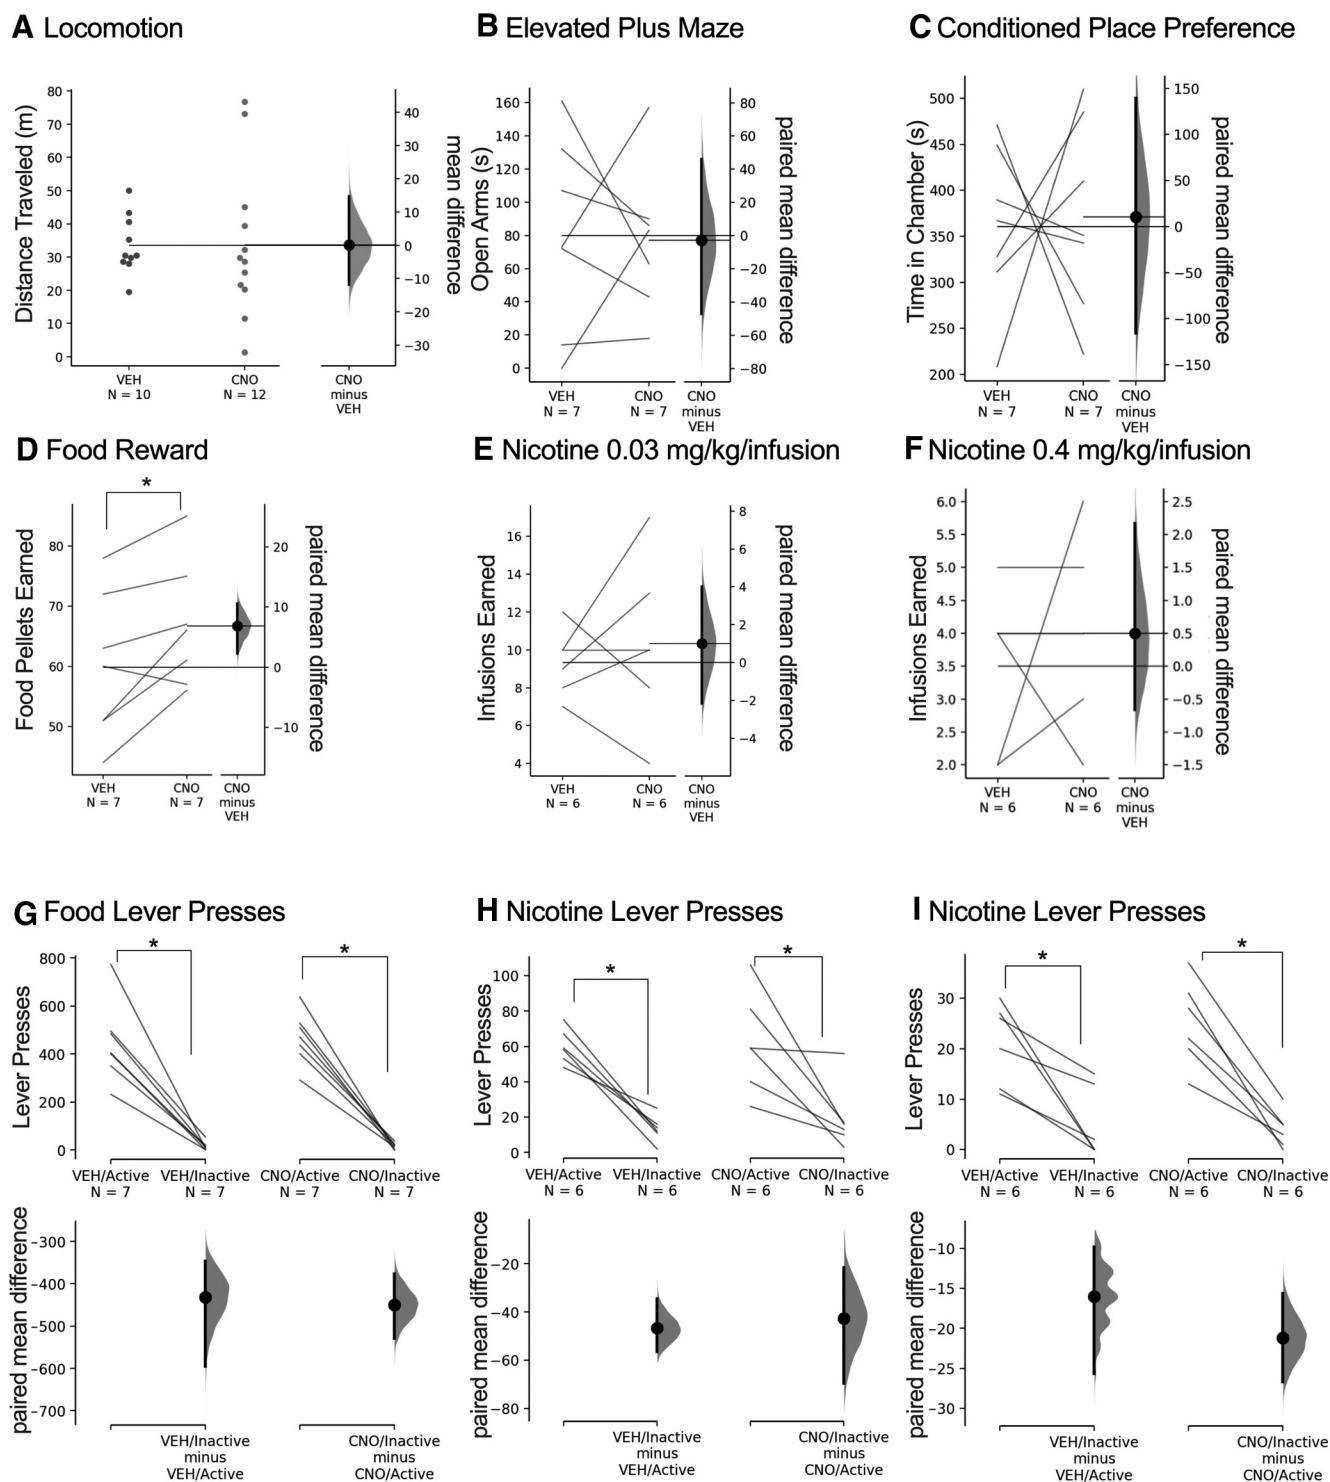 A Locomotion
Distance Traveled (m)
80
70
60
50
40
30
20
10
0
VEH
N = 10
CNO
N = 12
CNO
minus
VEH
40
30
20
10
0
−10
−20
−30
mean difference
B Elevated Plus Maze
Open Arms (s)
160
140
120
100
80
60
40
20
0
VEH
N = 7
CNO
N = 7
CNO
minus
VEH
80
60
40
20
0
−20
−40
−60
−80
paired mean difference
C Conditioned Place Preference
Time in Chamber (s)
500
450
400
350
300
250
200
VEH
N = 7
CNO
N = 7
CNO
minus
VEH
150
100
50
0
−50
−100
−150
paired mean difference
D Food Reward
*
Food Pellets Earned
80
70
60
50
VEH
N = 7
CNO
N = 7
CNO
minus
VEH
20
10
0
−10
paired mean difference
E Nicotine 0.03 mg/kg/infusion
Infusions Earned
16
14
12
10
8
6
4
VEH
N = 6
CNO
N = 6
CNO
minus
VEH
8
6
4
2
0
−2
−4
paired mean difference
F Nicotine 0.4 mg/kg/infusion
Infusions Earned
6.0
5.5
5.0
4.5
4.0
3.5
3.0
2.5
2.0
VEH
N = 6
CNO
N = 6
CNO
minus
VEH
2.5
2.0
1.5
1.0
0.5
0.0
−0.5
−1.0
−1.5
paired mean difference
G Food Lever Presses
*
*
Lever Presses
800
600
400
200
0
VEH/Active
N = 7
VEH/Inactive
N = 7
CNO/Active
N = 7
CNO/Inactive
N = 7
paired mean difference
−300
−400
−500
−600
−700
VEH/Inactive
minus
VEH/Active
CNO/Inactive
minus
CNO/Active
H Nicotine Lever Presses
*
*
Lever Presses
100
80
60
40
20
0
VEH/Active
N = 6
VEH/Inactive
N = 6
CNO/Active
N = 6
CNO/Inactive
N = 6
paired mean difference
−20
−40
−60
−80
VEH/Inactive
minus
VEH/Active
CNO/Inactive
minus
CNO/Active
I Nicotine Lever Presses
*
*
Lever Presses
30
20
10
0
VEH/Active
N = 6
VEH/Inactive
N = 6
CNO/Active
N = 6
CNO/Inactive
N = 6
paired mean difference
−10
−15
−20
−25
−30
VEH/Inactive
minus
VEH/Active
CNO/Inactive
minus
CNO/Active